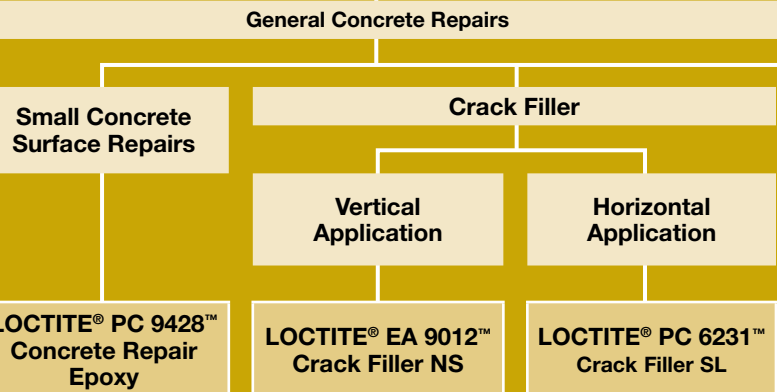 General Concrete Repairs
Small Concrete
Surface Repairs
Crack Filler
Vertical
Application
Horizontal
Application
LOCTITE® PC 9428™
Concrete Repair
Epoxy
LOCTITE® EA 9012™
Crack Filler NS
LOCTITE® PC 6231™
Crack Filler SL